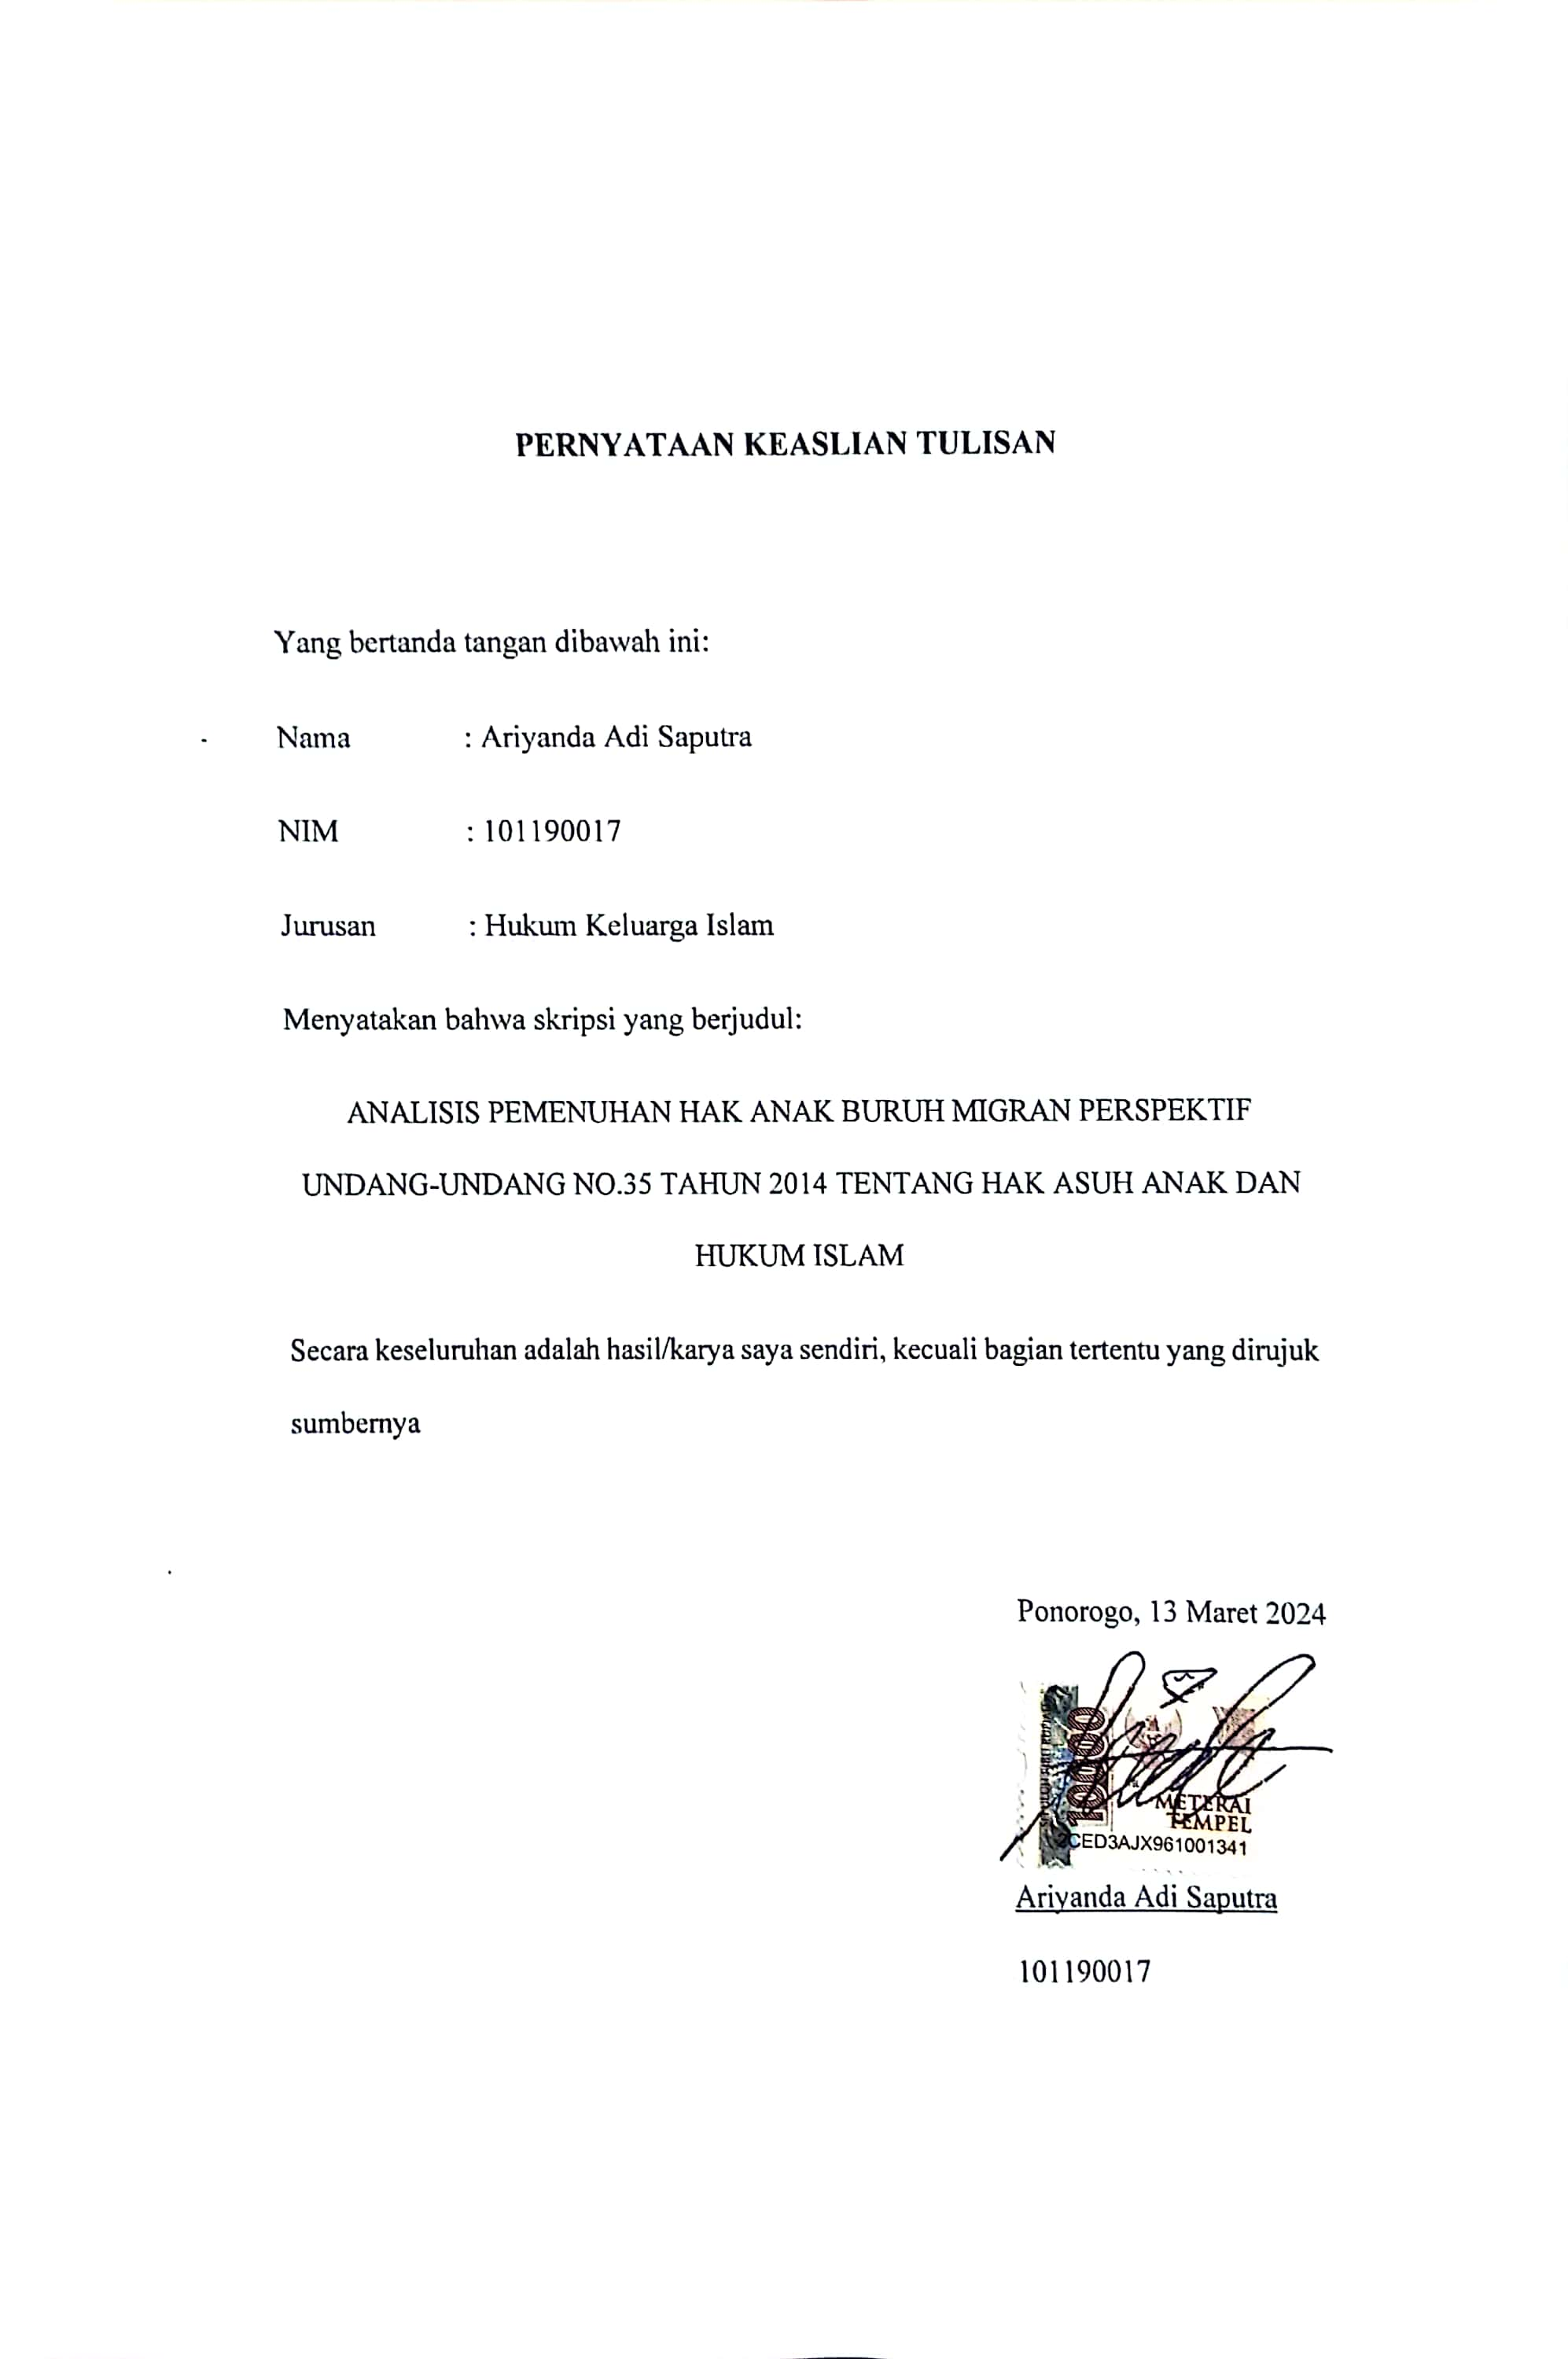 PERNYATAAN KEASLIAN TULISAN
Yang bertanda tangan dibawah ini:
Nama : Ariyanda Adi Saputra
NIM : 101190017
Jurusan : Hukum Keluarga Islam
Menyatakan bahwa skripsi yang berjudul:
ANALISIS PEMENUHAN HAK ANAK BURUH MIGRAN PERSPEKTIF
UNDANG-UNDANG NO.35 TAHUN 2014 TENTANG HAK ASUH ANAK DAN
HUKUM ISLAM
Secara keseluruhan adalah hasil/karya saya sendiri, kecuali bagian tertentu yang dirujuk
sumbernya
Ponorogo, 13 Maret 2024
10000
METERAI
TEMPEL
CED3AJX961001341
Ariyanda Adi Saputra
101190017